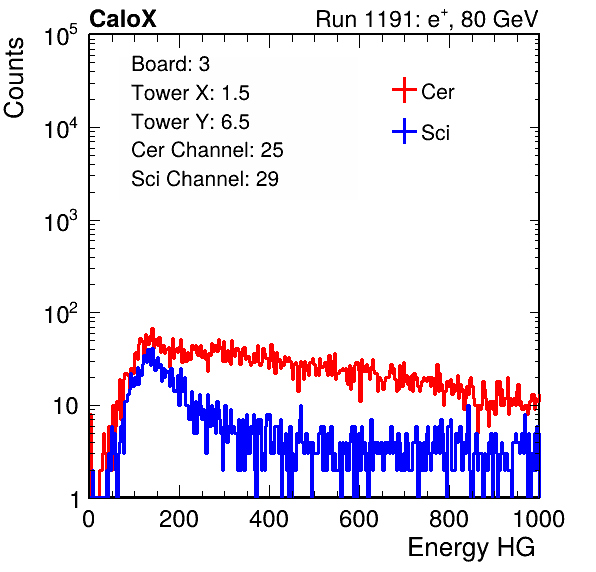 CaloX Run 1191: e⁺, 80 GeV
Counts
10⁵
10⁴
10³
10²
10
1
Board: 3
Tower X: 1.5
Tower Y: 6.5
Cer Channel: 25
Sci Channel: 29
Cer
Sci
0 200 400 600 800 1000
Energy HG